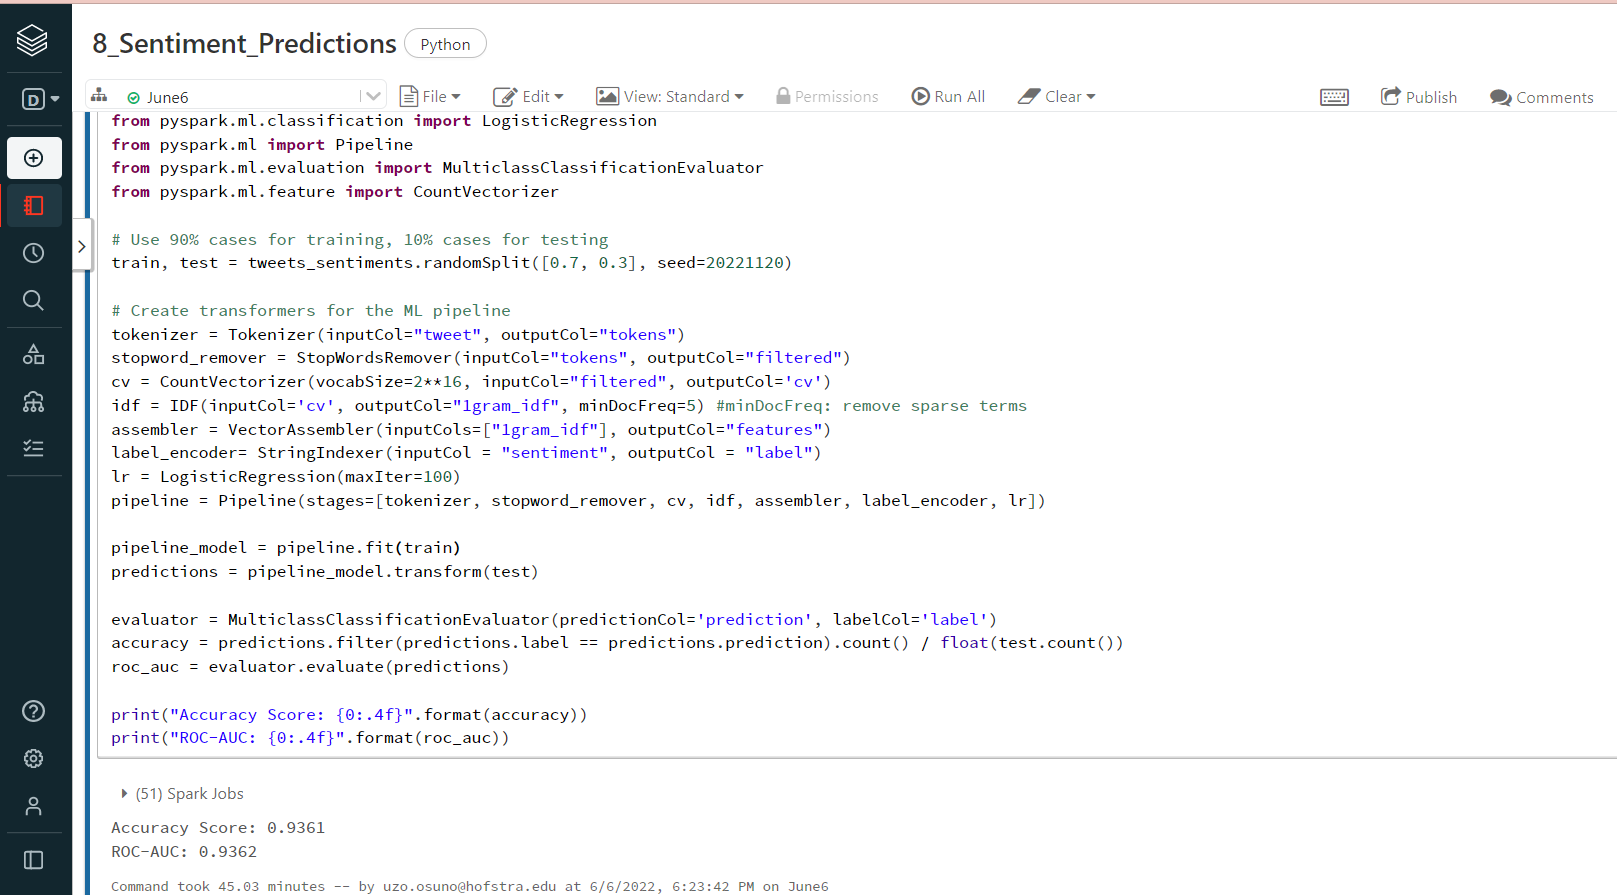 8_Sentiment_Predictions Python
D
June6 File Edit View: Standard Permissions Run All Clear Publish Comments
from pyspark.ml.classification import LogisticRegression
from pyspark.ml import Pipeline
from pyspark.ml.evaluation import MulticlassClassificationEvaluator
from pyspark.ml.feature import CountVectorizer
# Use 90% cases for training, 10% cases for testing
train, test = tweets_sentiments.randomSplit([0.7, 0.3], seed=20221120)
# Create transformers for the ML pipeline
tokenizer = Tokenizer(inputCol="tweet", outputCol="tokens")
stopword_remover = StopWordsRemover(inputCol="tokens", outputCol="filtered")
cv = CountVectorizer(vocabSize=2**16, inputCol="filtered", outputCol='cv')
idf = IDF(inputCol='cv', outputCol="1gram_idf", minDocFreq=5) #minDocFreq: remove sparse terms
assembler = VectorAssembler(inputCols=["1gram_idf"], outputCol="features")
label_encoder= StringIndexer(inputCol = "sentiment", outputCol = "label")
lr = LogisticRegression(maxIter=100)
pipeline = Pipeline(stages=[tokenizer, stopword_remover, cv, idf, assembler, label_encoder, lr])
pipeline_model = pipeline.fit(train)
predictions = pipeline_model.transform(test)
evaluator = MulticlassClassificationEvaluator(predictionCol='prediction', labelCol='label')
accuracy = predictions.filter(predictions.label == predictions.prediction).count() / float(test.count())
roc_auc = evaluator.evaluate(predictions)
print("Accuracy Score: {0:.4f}".format(accuracy))
print("ROC-AUC: {0:.4f}".format(roc_auc))
(51) Spark Jobs
Accuracy Score: 0.9361
ROC-AUC: 0.9362
Command took 45.03 minutes -- by uzo.osuno@hofstra.edu at 6/6/2022, 6:23:42 PM on June6